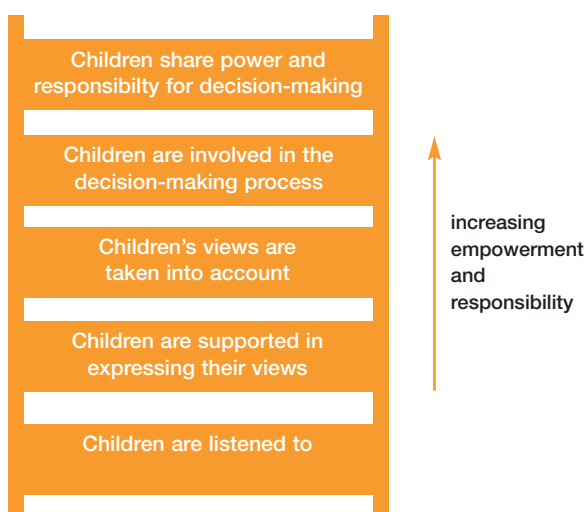 Children share power and
responsibilty for decision-making
Children are involved in the
decision-making process
Children's views are
taken into account
Children are supported in
expressing their views
Children are listened to
increasing
empowerment
and
responsibility